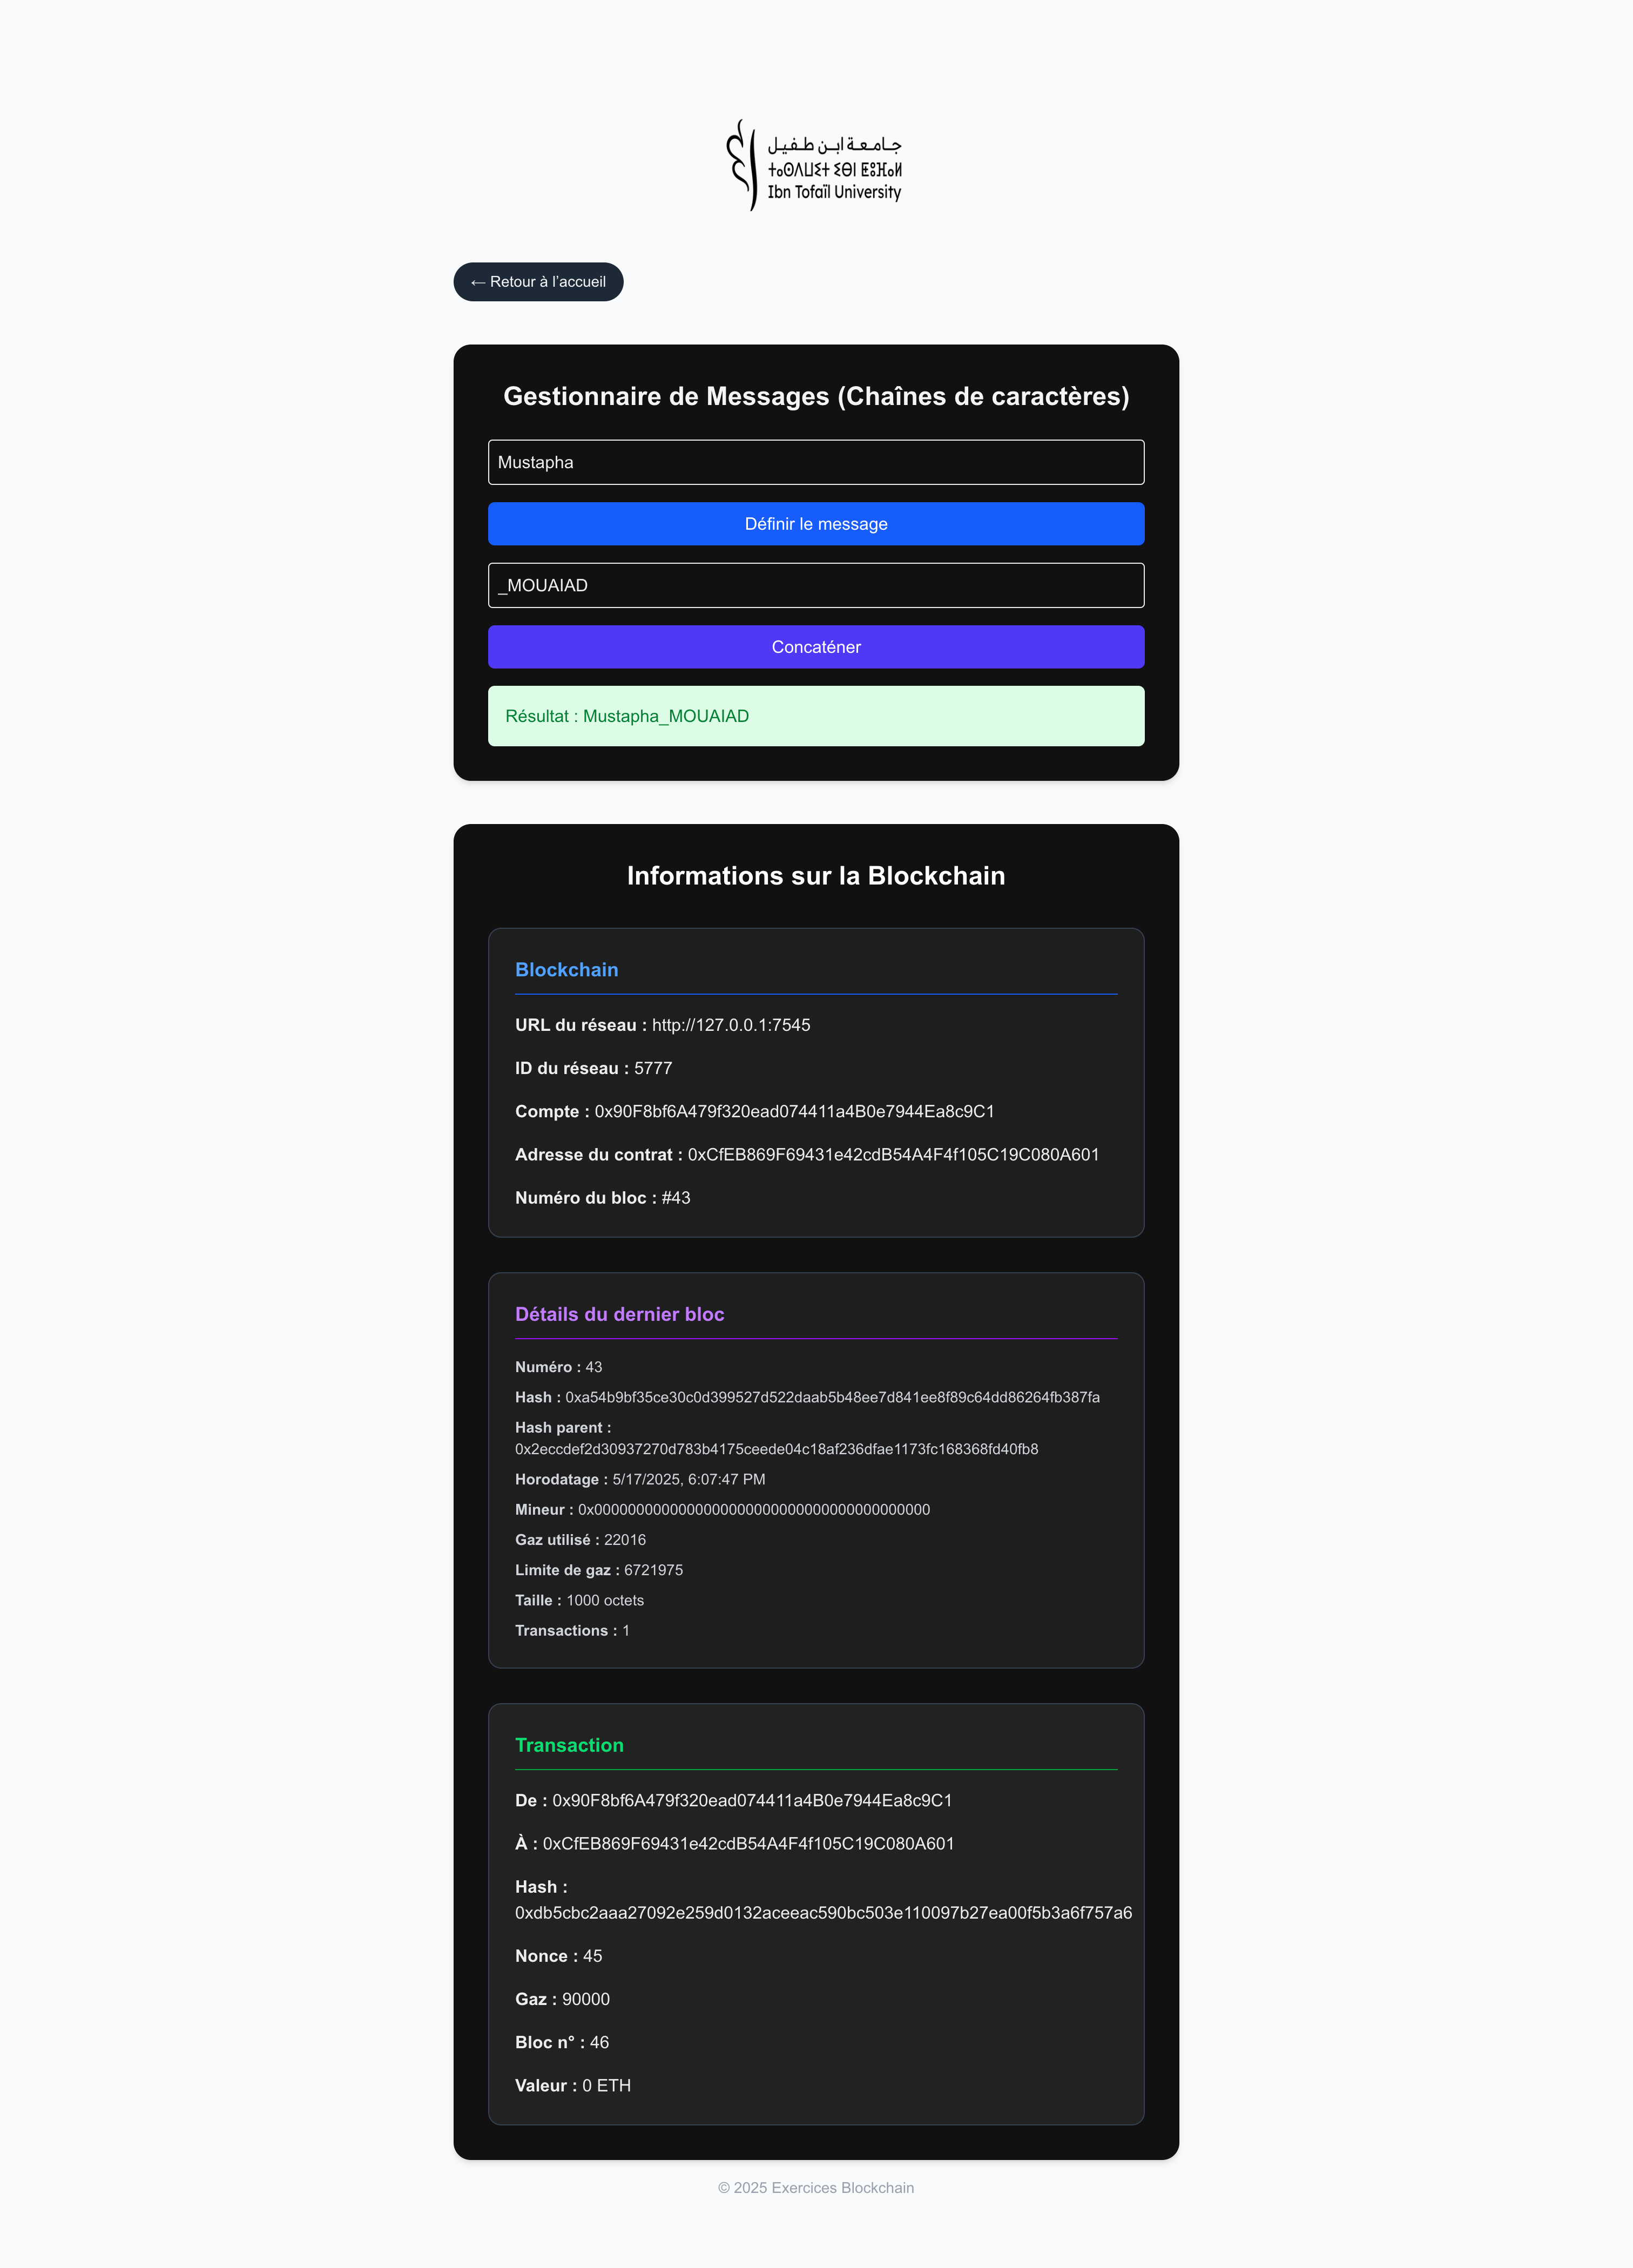 جامعة ابن طفيل
ⵜⴰⵙⴷⴰⵡⵉⵜ ⵉⴱⵏ ⵟⵓⴼⴰⵢⵍ
Ibn Tofaïl University
← Retour à l’accueil
Gestionnaire de Messages (Chaînes de caractères)
Mustapha
Définir le message
_MOUAIAD
Concaténer
Résultat : Mustapha_MOUAIAD
Informations sur la Blockchain
Blockchain
URL du réseau : http://127.0.0.1:7545
ID du réseau : 5777
Compte : 0x90F8bf6A479f320ead074411a4B0e7944Ea8c9C1
Adresse du contrat : 0xCfEB869F69431e42cdB54A4F4f105C19C080A601
Numéro du bloc : #43
Détails du dernier bloc
Numéro : 43
Hash : 0xa54b9bf35ce30c0d399527d522daab5b48ee7d841ee8f89c64dd86264fb387fa
Hash parent :
0x2eccdef2d30937270d783b4175ceede04c18af236dfae1173fc168368fd40fb8
Horodatage : 5/17/2025, 6:07:47 PM
Mineur : 0x0000000000000000000000000000000000000000
Gaz utilisé : 22016
Limite de gaz : 6721975
Taille : 1000 octets
Transactions : 1
Transaction
De : 0x90F8bf6A479f320ead074411a4B0e7944Ea8c9C1
À : 0xCfEB869F69431e42cdB54A4F4f105C19C080A601
Hash :
0xdb5cbc2aaa27092e259d0132aceeac590bc503e110097b27ea00f5b3a6f757a6
Nonce : 45
Gaz : 90000
Bloc n° : 46
Valeur : 0 ETH
© 2025 Exercices Blockchain